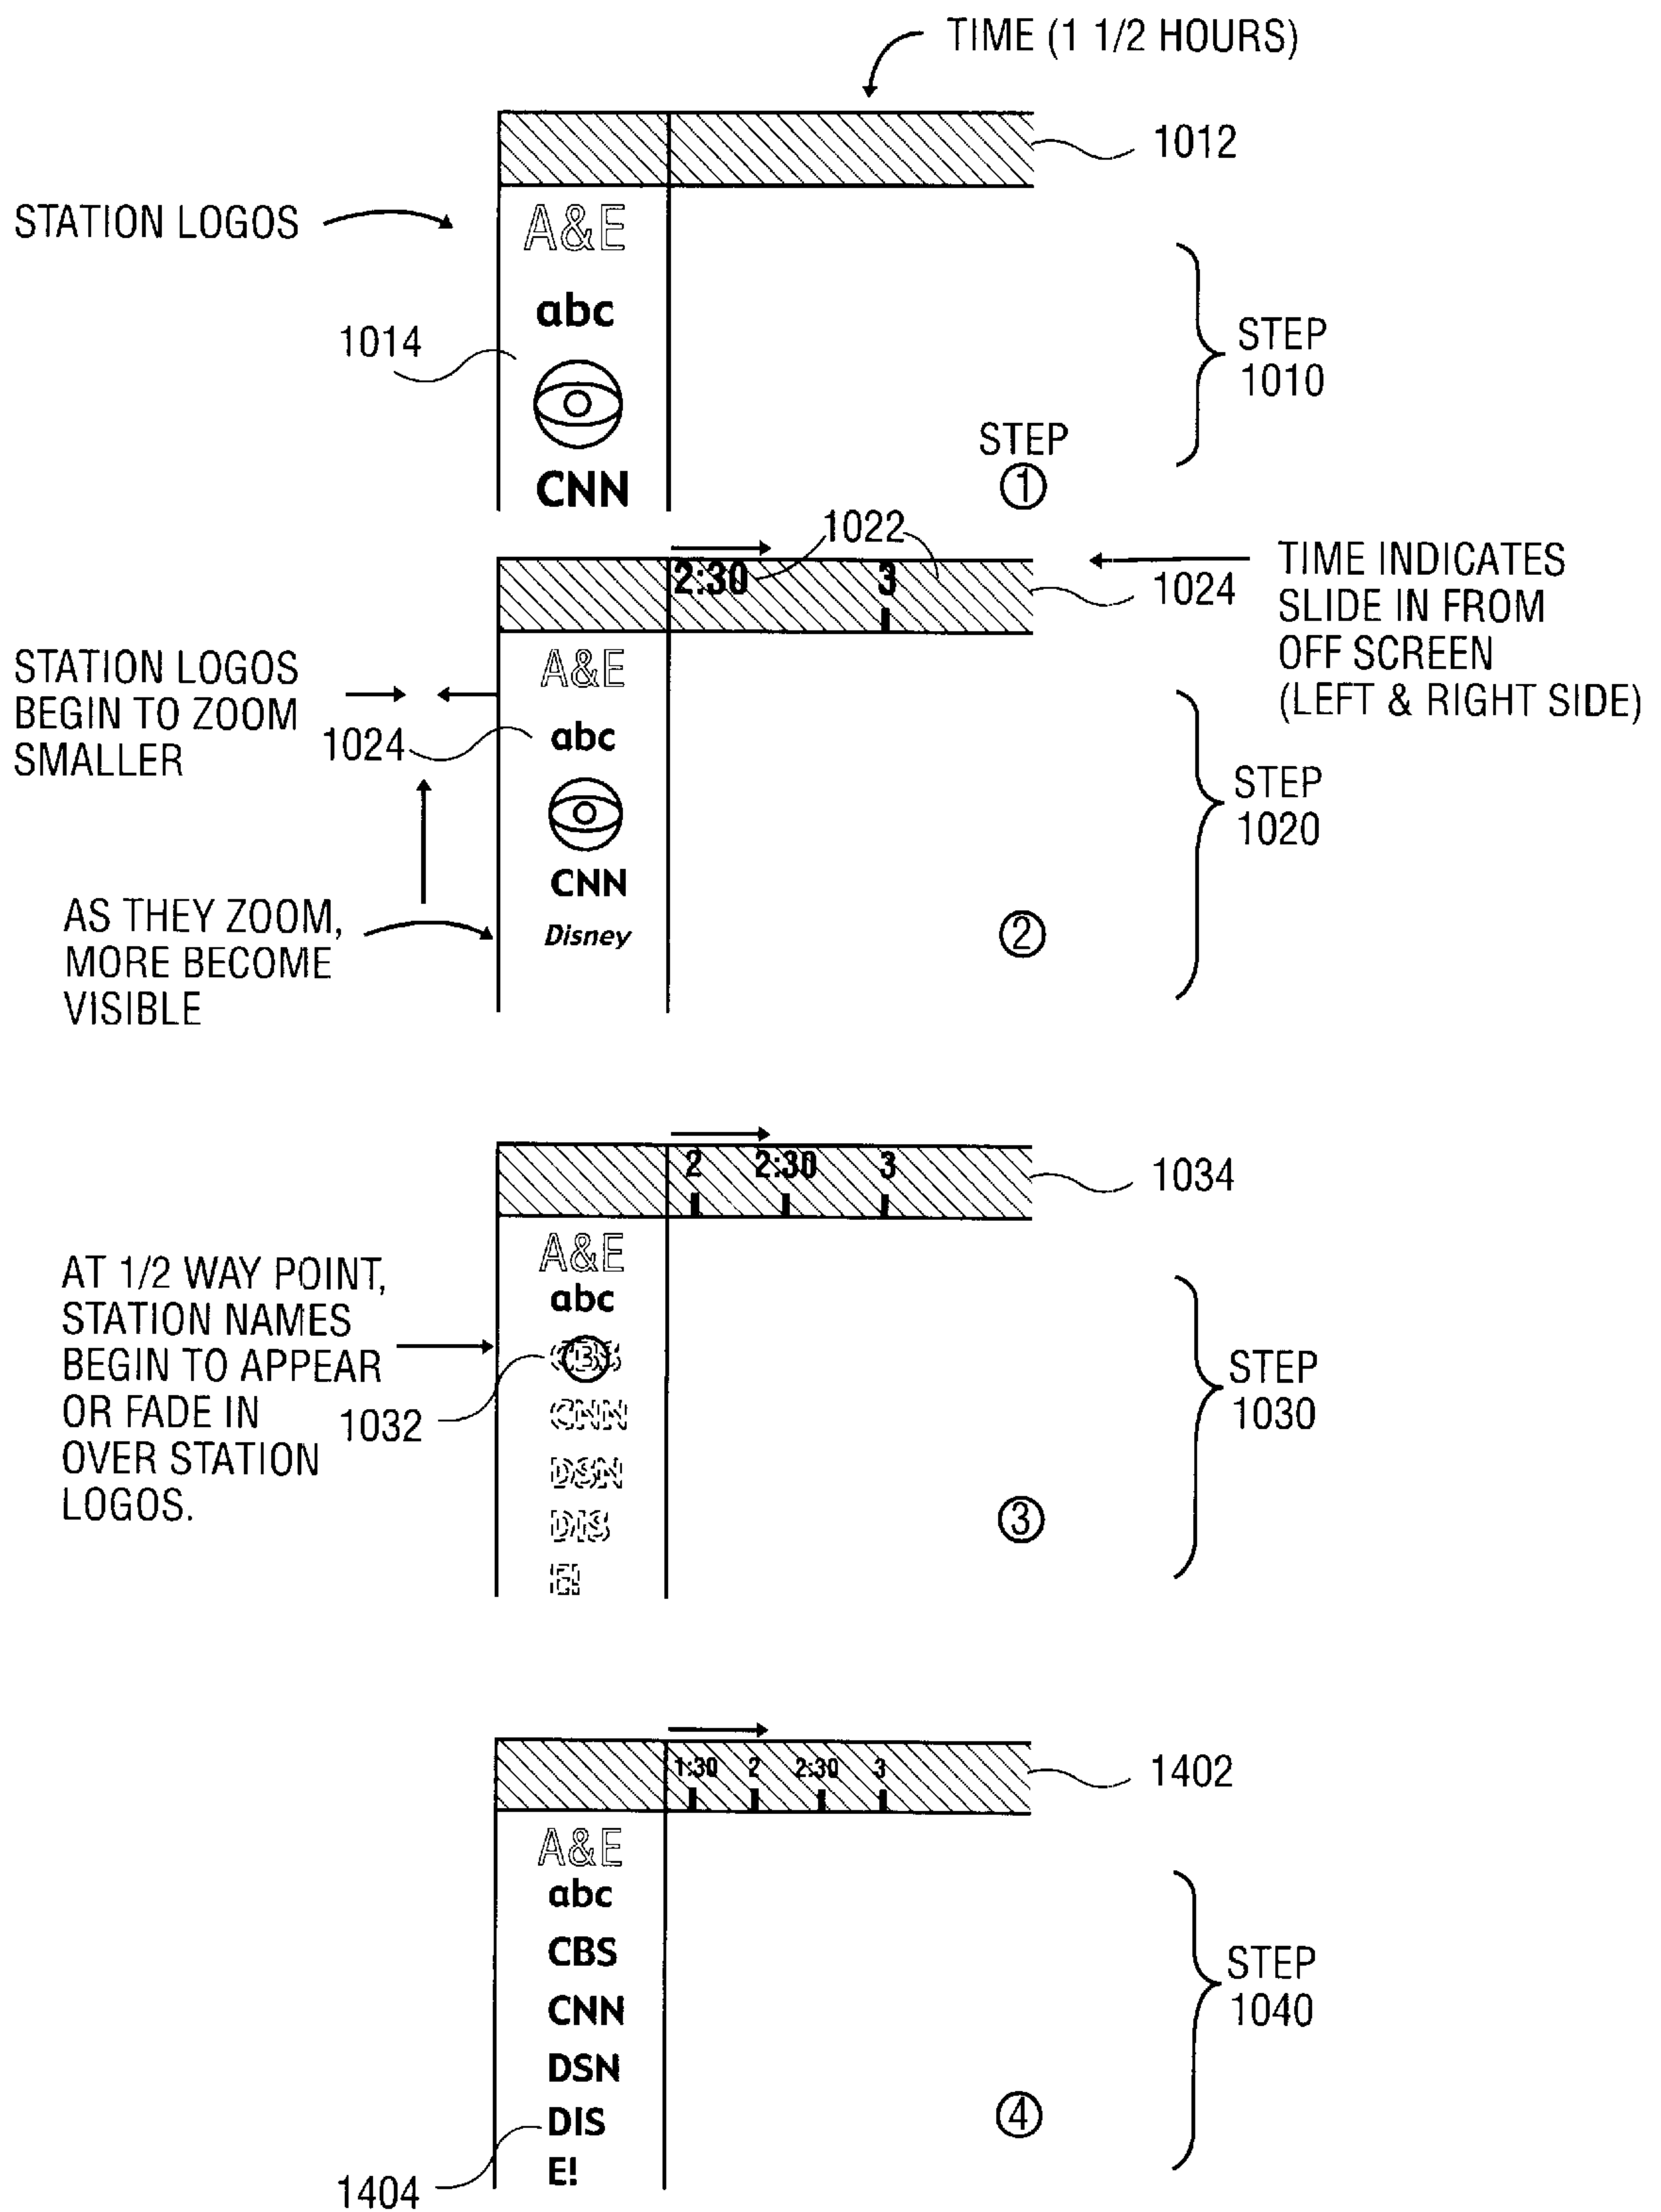 TIME (1 1/2 HOURS)
1012
STATION LOGOS
A&E
abc
1014
CNN
STEP
1010
STEP
1
1022
2:30 3
1024
TIME INDICATES
SLIDE IN FROM
OFF SCREEN
(LEFT & RIGHT SIDE)
STATION LOGOS
BEGIN TO ZOOM
SMALLER
1024
A&E
abc
CNN
Disney
STEP
1020
AS THEY ZOOM,
MORE BECOME
VISIBLE
2
2 2:30 3
1034
AT 1/2 WAY POINT,
STATION NAMES
BEGIN TO APPEAR
OR FADE IN
OVER STATION
LOGOS.
1032
A&E
abc
CBS
CNN
DSN
DIS
E!
STEP
1030
3
1:30 2 2:30 3
1402
A&E
abc
CBS
CNN
DSN
DIS
E!
1404
STEP
1040
4